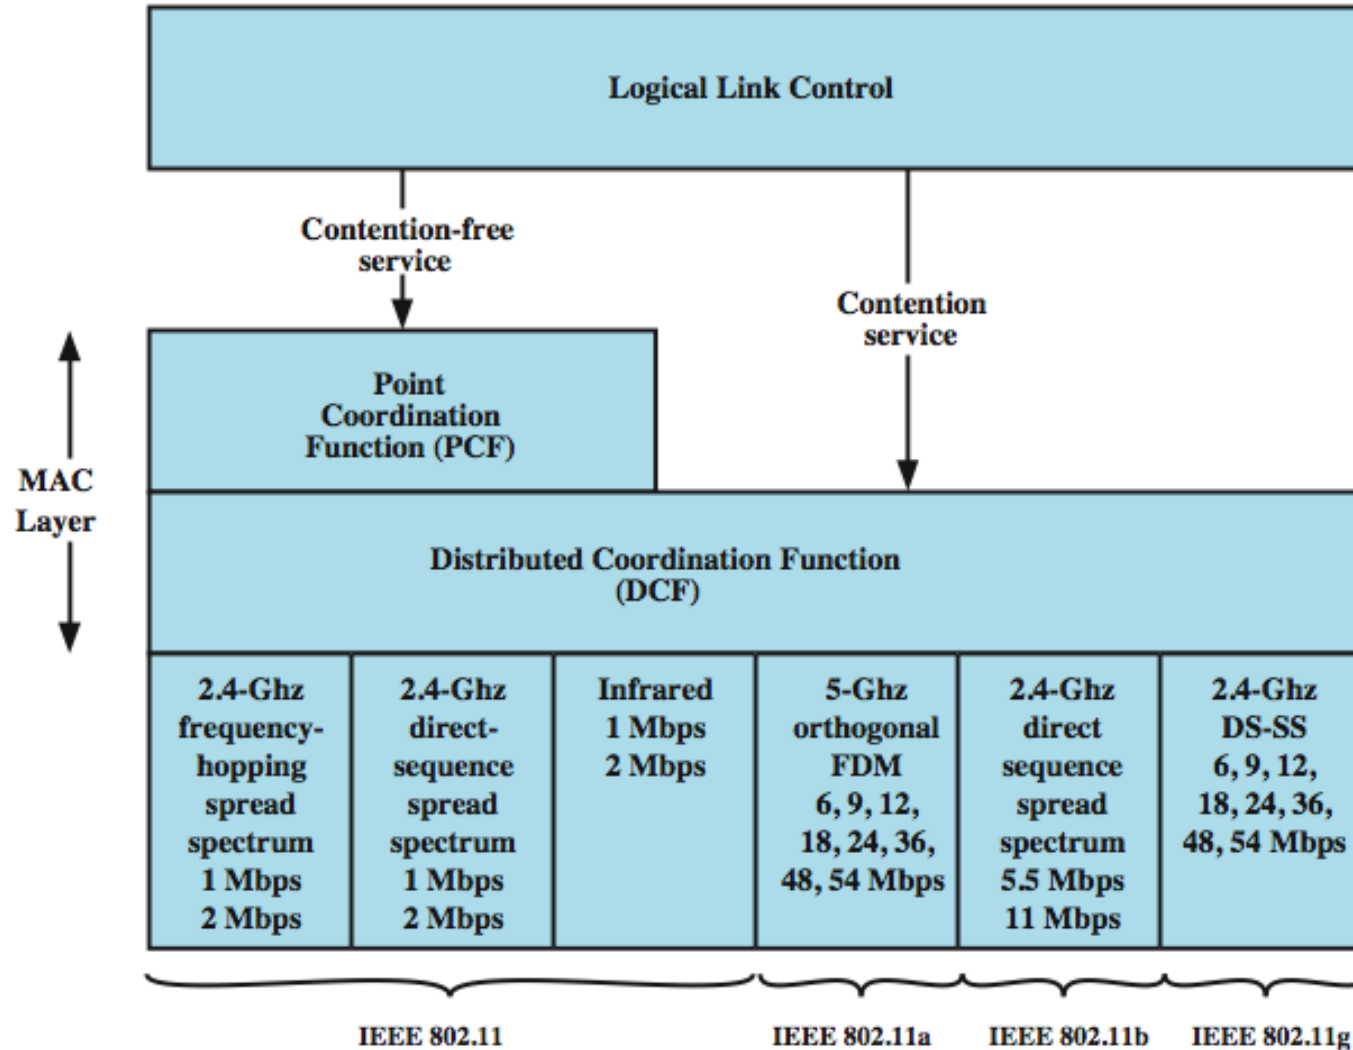 Logical Link Control
Contention-free
service
Contention
service
Point
Coordination
Function (PCF)
MAC
Layer
Distributed Coordination Function
(DCF)
2.4-Ghz
frequency-
hopping
spread
spectrum
1 Mbps
2 Mbps
2.4-Ghz
direct-
sequence
spread
spectrum
1 Mbps
2 Mbps
Infrared
1 Mbps
2 Mbps
5-Ghz
orthogonal
FDM
6, 9, 12,
18, 24, 36,
48, 54 Mbps
2.4-Ghz
direct
sequence
spread
spectrum
5.5 Mbps
11 Mbps
2.4-Ghz
DS-SS
6, 9, 12,
18, 24, 36,
48, 54 Mbps
IEEE 802.11
IEEE 802.11a
IEEE 802.11b
IEEE 802.11g